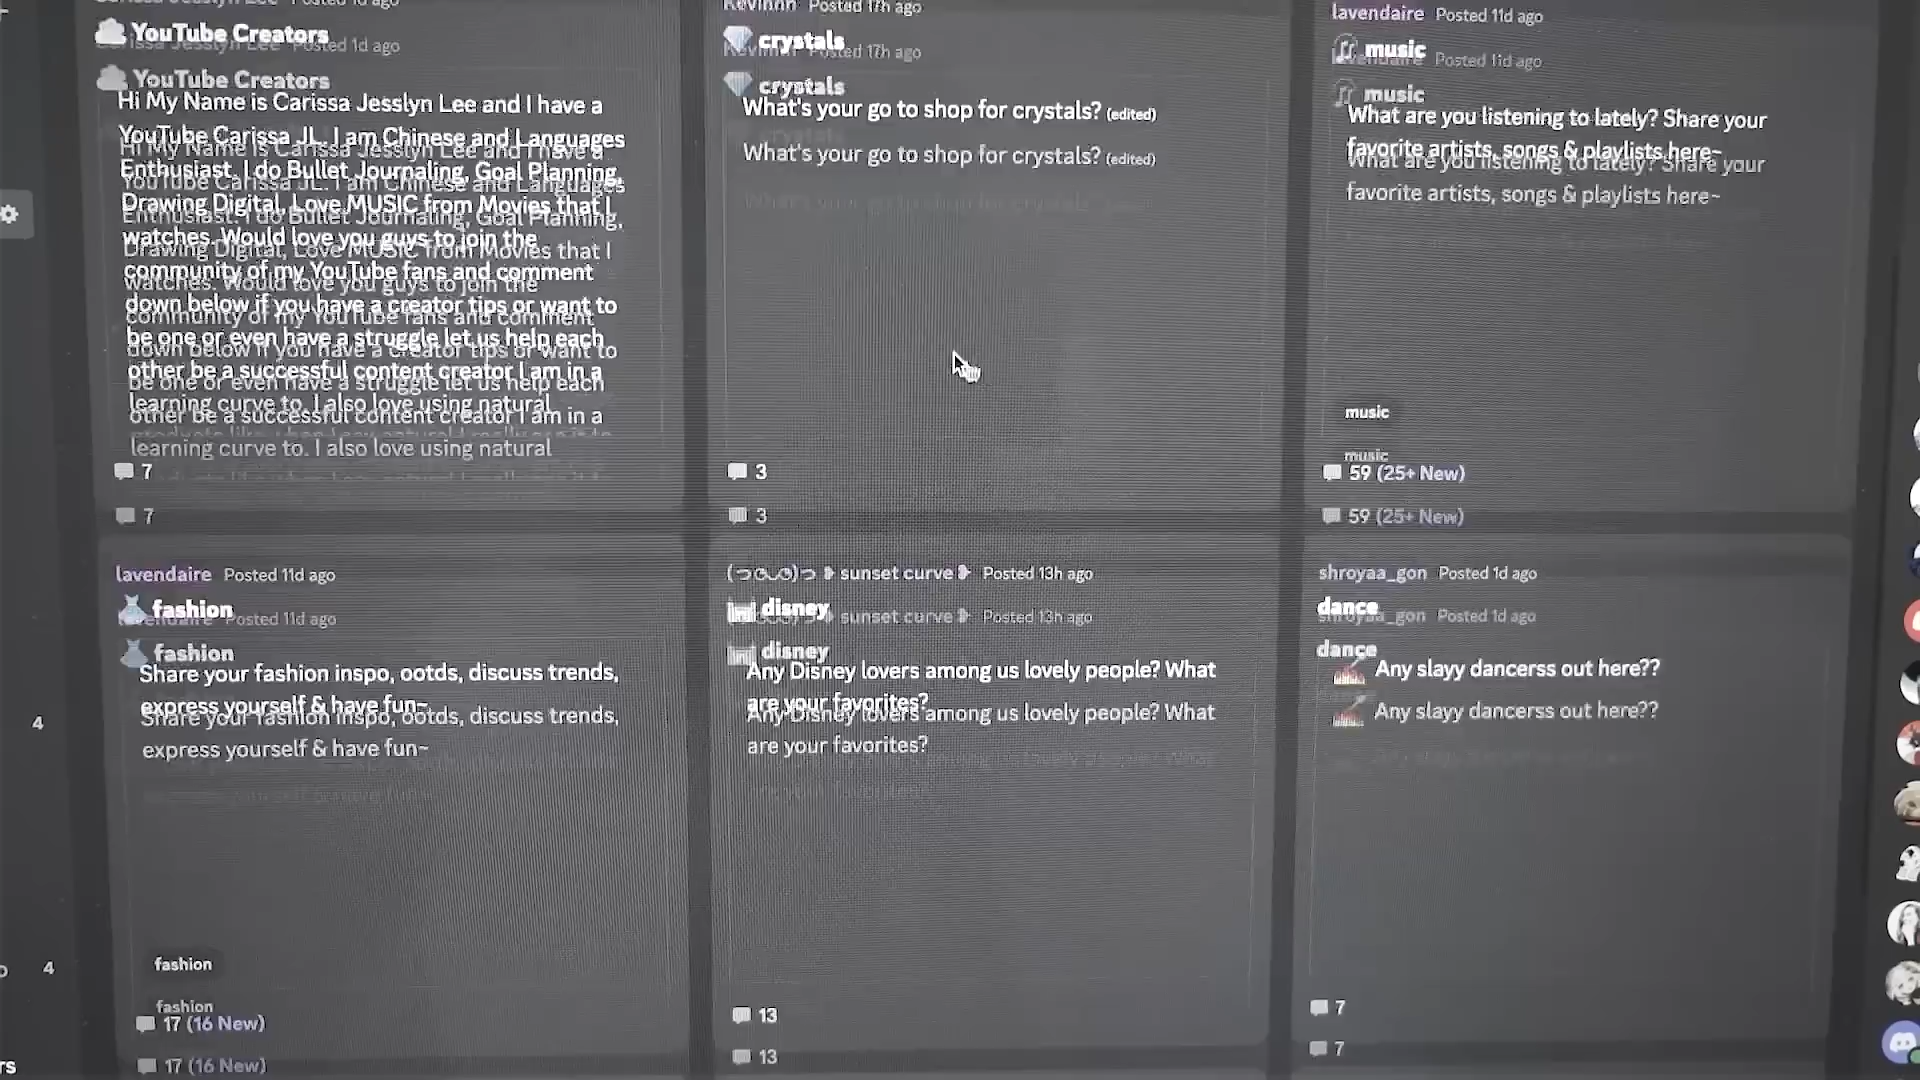 Carissa Jesslyn Lee Posted 1d ago
YouTube Creators
Hi My Name is Carissa Jesslyn Lee and I have a
YouTube Carissa JL. I am Chinese and Languages
Enthusiast. I do Bullet Journaling, Goal Planning,
Drawing Digital, Love MUSIC from Movies that I
watches. Would love you guys to join the
community of my YouTube fans and comment
down below if you have a creator tips or want to
be one or even have a struggle let us help each
other be a successful content creator I am in a
learning curve to. I also love using natural
7
Posted 17h ago
crystals
What's your go to shop for crystals? (edited)
3
lavendaire Posted 11d ago
music
What are you listening to lately? Share your
favorite artists, songs & playlists here~
music
59 (25+ New)
lavendaire Posted 11d ago
fashion
Share your fashion inspo, ootds, discuss trends,
express yourself & have fun~
fashion
17 (16 New)
sunset curve Posted 13h ago
disney
Any Disney lovers among us lovely people? What
are your favorites?
13
shroyaa_gon Posted 1d ago
dance
Any slayy dancerss out here??
7
4
4
rs